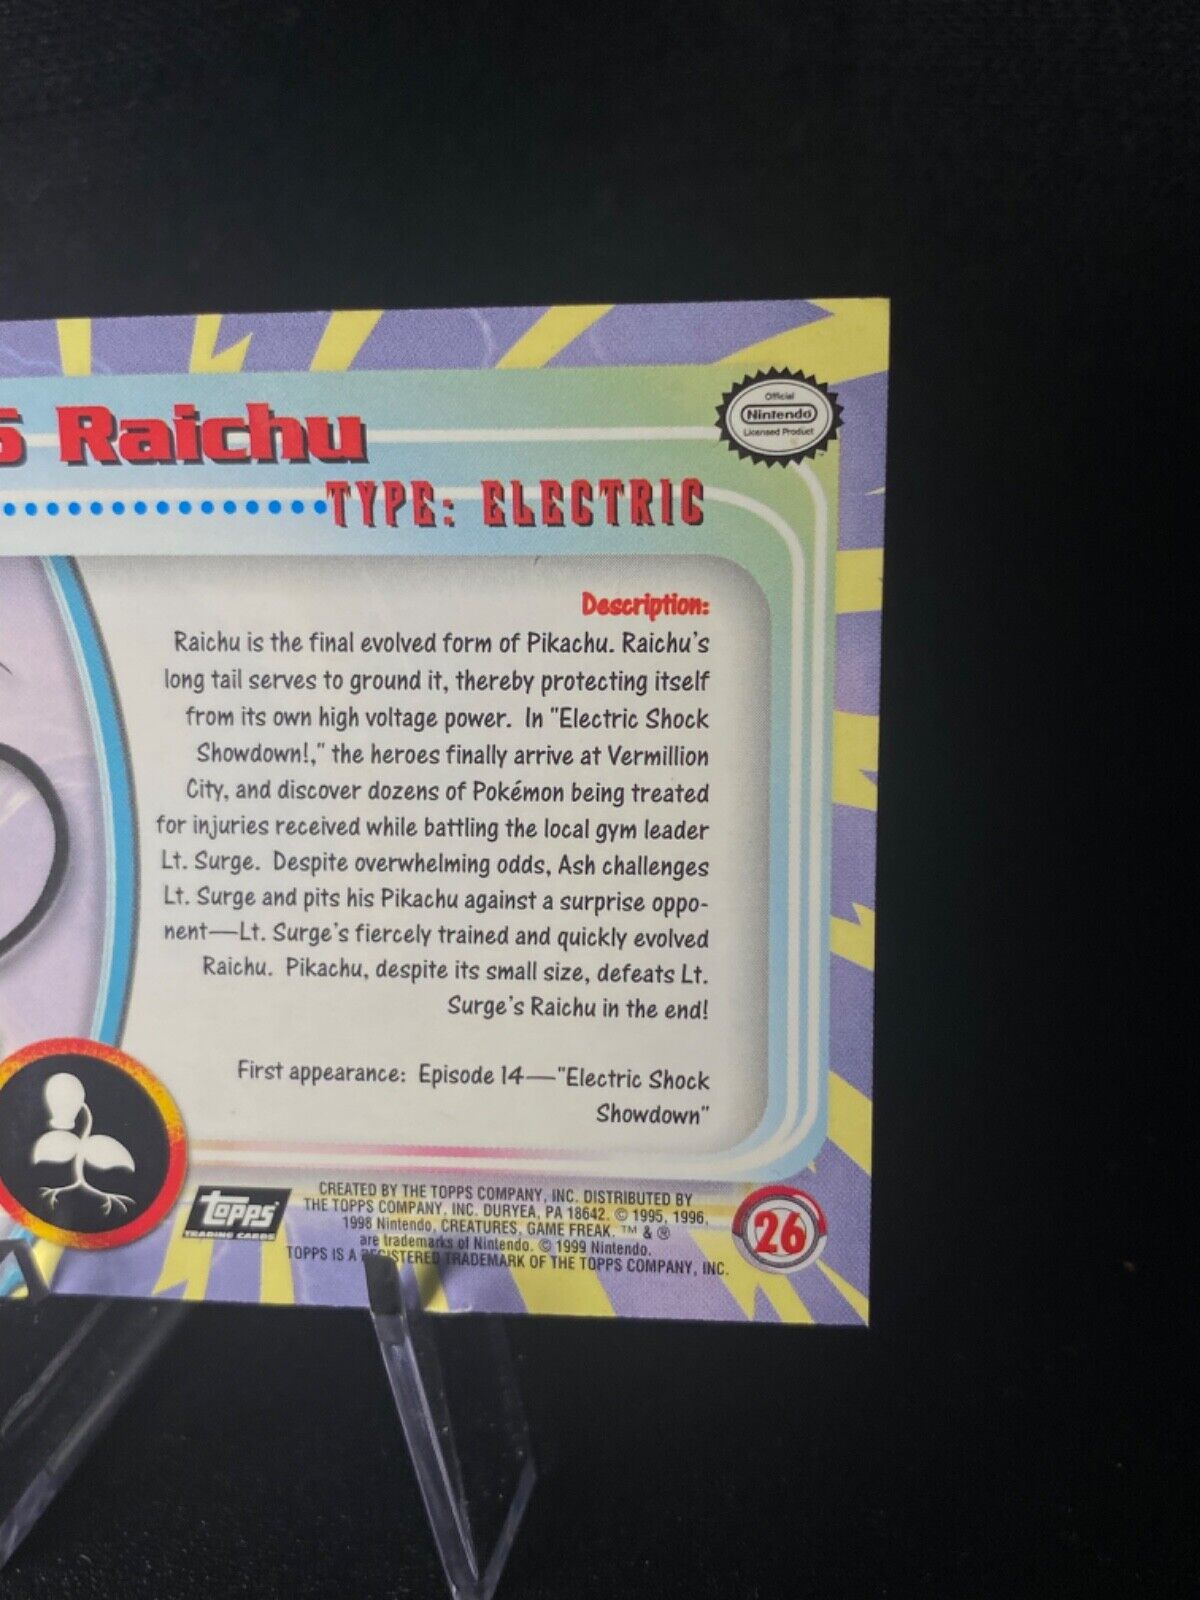 6 Raichu
Official
Nintendo
Licensed Product
TYPE: ELECTRIC
Description:
Raichu is the final evolved form of Pikachu. Raichu's
long tail serves to ground it, thereby protecting itself
from its own high voltage power. In "Electric Shock
Showdown!," the heroes finally arrive at Vermillion
City, and discover dozens of Pokémon being treated
for injuries received while battling the local gym leader
Lt. Surge. Despite overwhelming odds, Ash challenges
Lt. Surge and pits his Pikachu against a surprise oppo-
nent—Lt. Surge's fiercely trained and quickly evolved
Raichu. Pikachu, despite its small size, defeats Lt.
Surge's Raichu in the end!
First appearance: Episode 14—"Electric Shock
Showdown"
Topps
TRADING CARDS
CREATED BY THE TOPPS COMPANY, INC. DISTRIBUTED BY
THE TOPPS COMPANY, INC. DURYEA, PA 18642. © 1995, 1996,
1998 Nintendo, CREATURES, GAME FREAK. ™ & ®
are trademarks of Nintendo. © 1999 Nintendo.
TOPPS IS A REGISTERED TRADEMARK OF THE TOPPS COMPANY, INC.
26